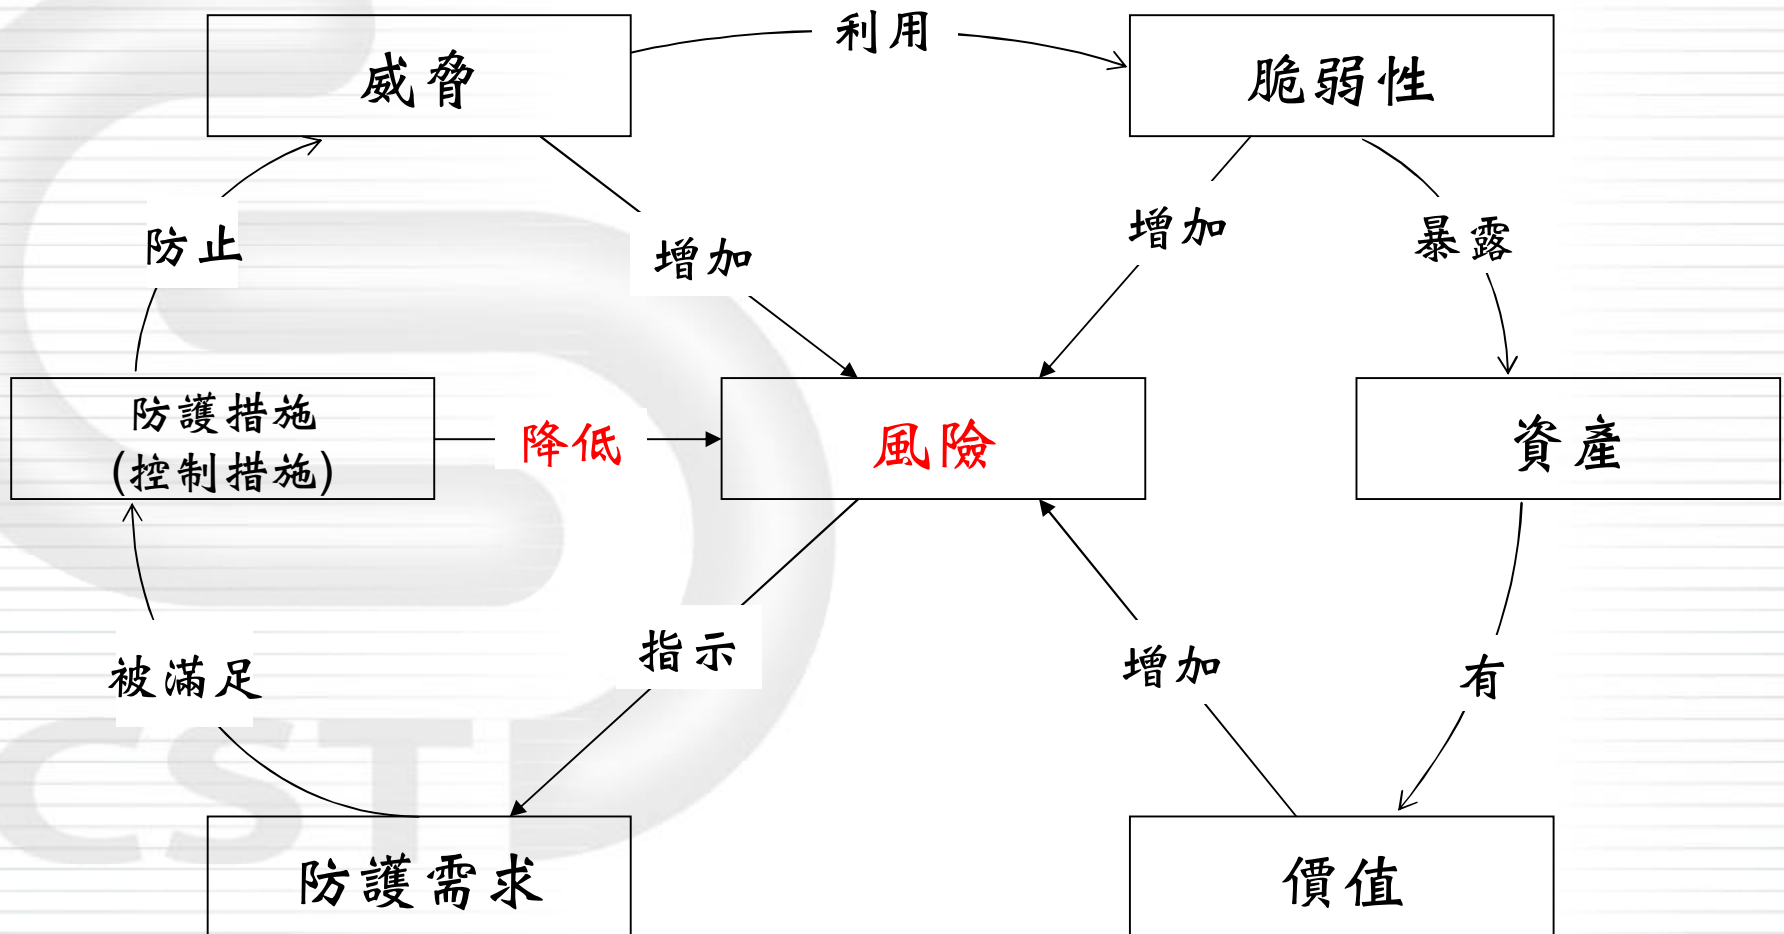 利用
威脅
脆弱性
防止
增加
增加
暴露
防護措施
(控制措施)
降低
風險
資產
被滿足
指示
增加
有
防護需求
價值
CSTI